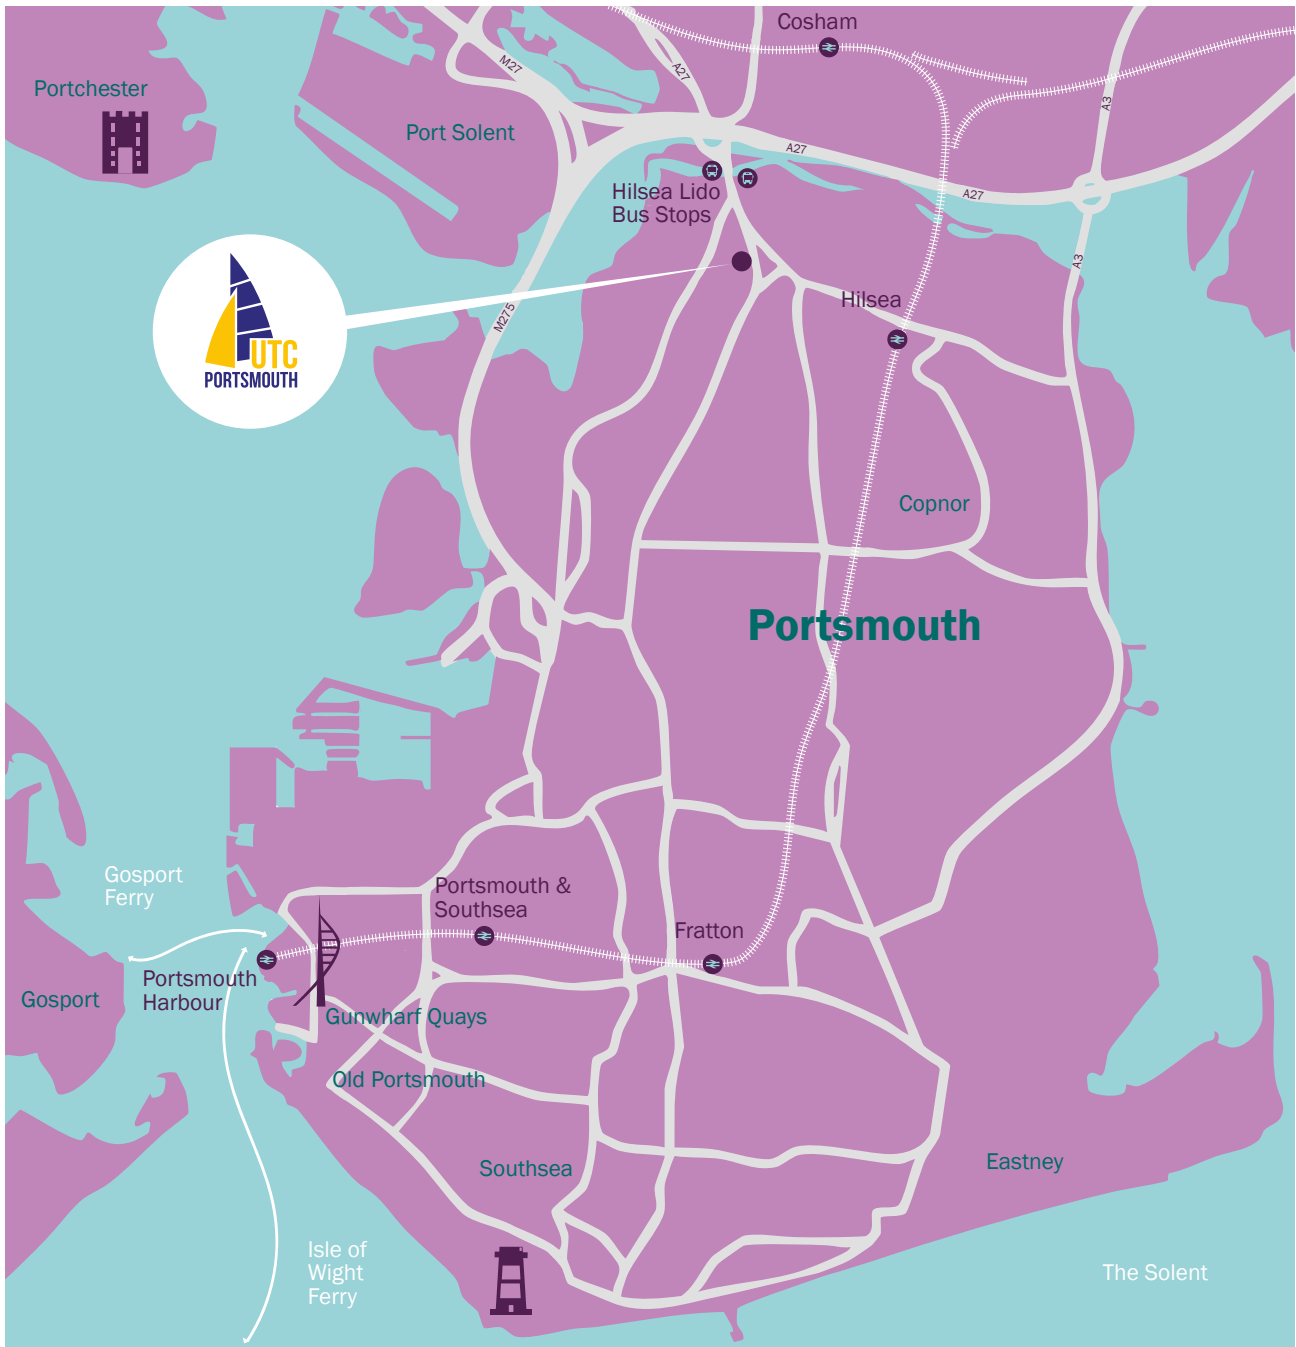 Cosham
M27
A27
Portchester
A3
Port Solent
A27
Hilsea Lido
Bus Stops
A27
A3
Hilsea
M275
UTC
PORTSMOUTH
Copnor
Portsmouth
Gosport
Ferry
Portsmouth &
Southsea
Fratton
Portsmouth
Harbour
Gosport
Gunwharf Quays
Old Portsmouth
Southsea
Eastney
Isle of
Wight
Ferry
The Solent